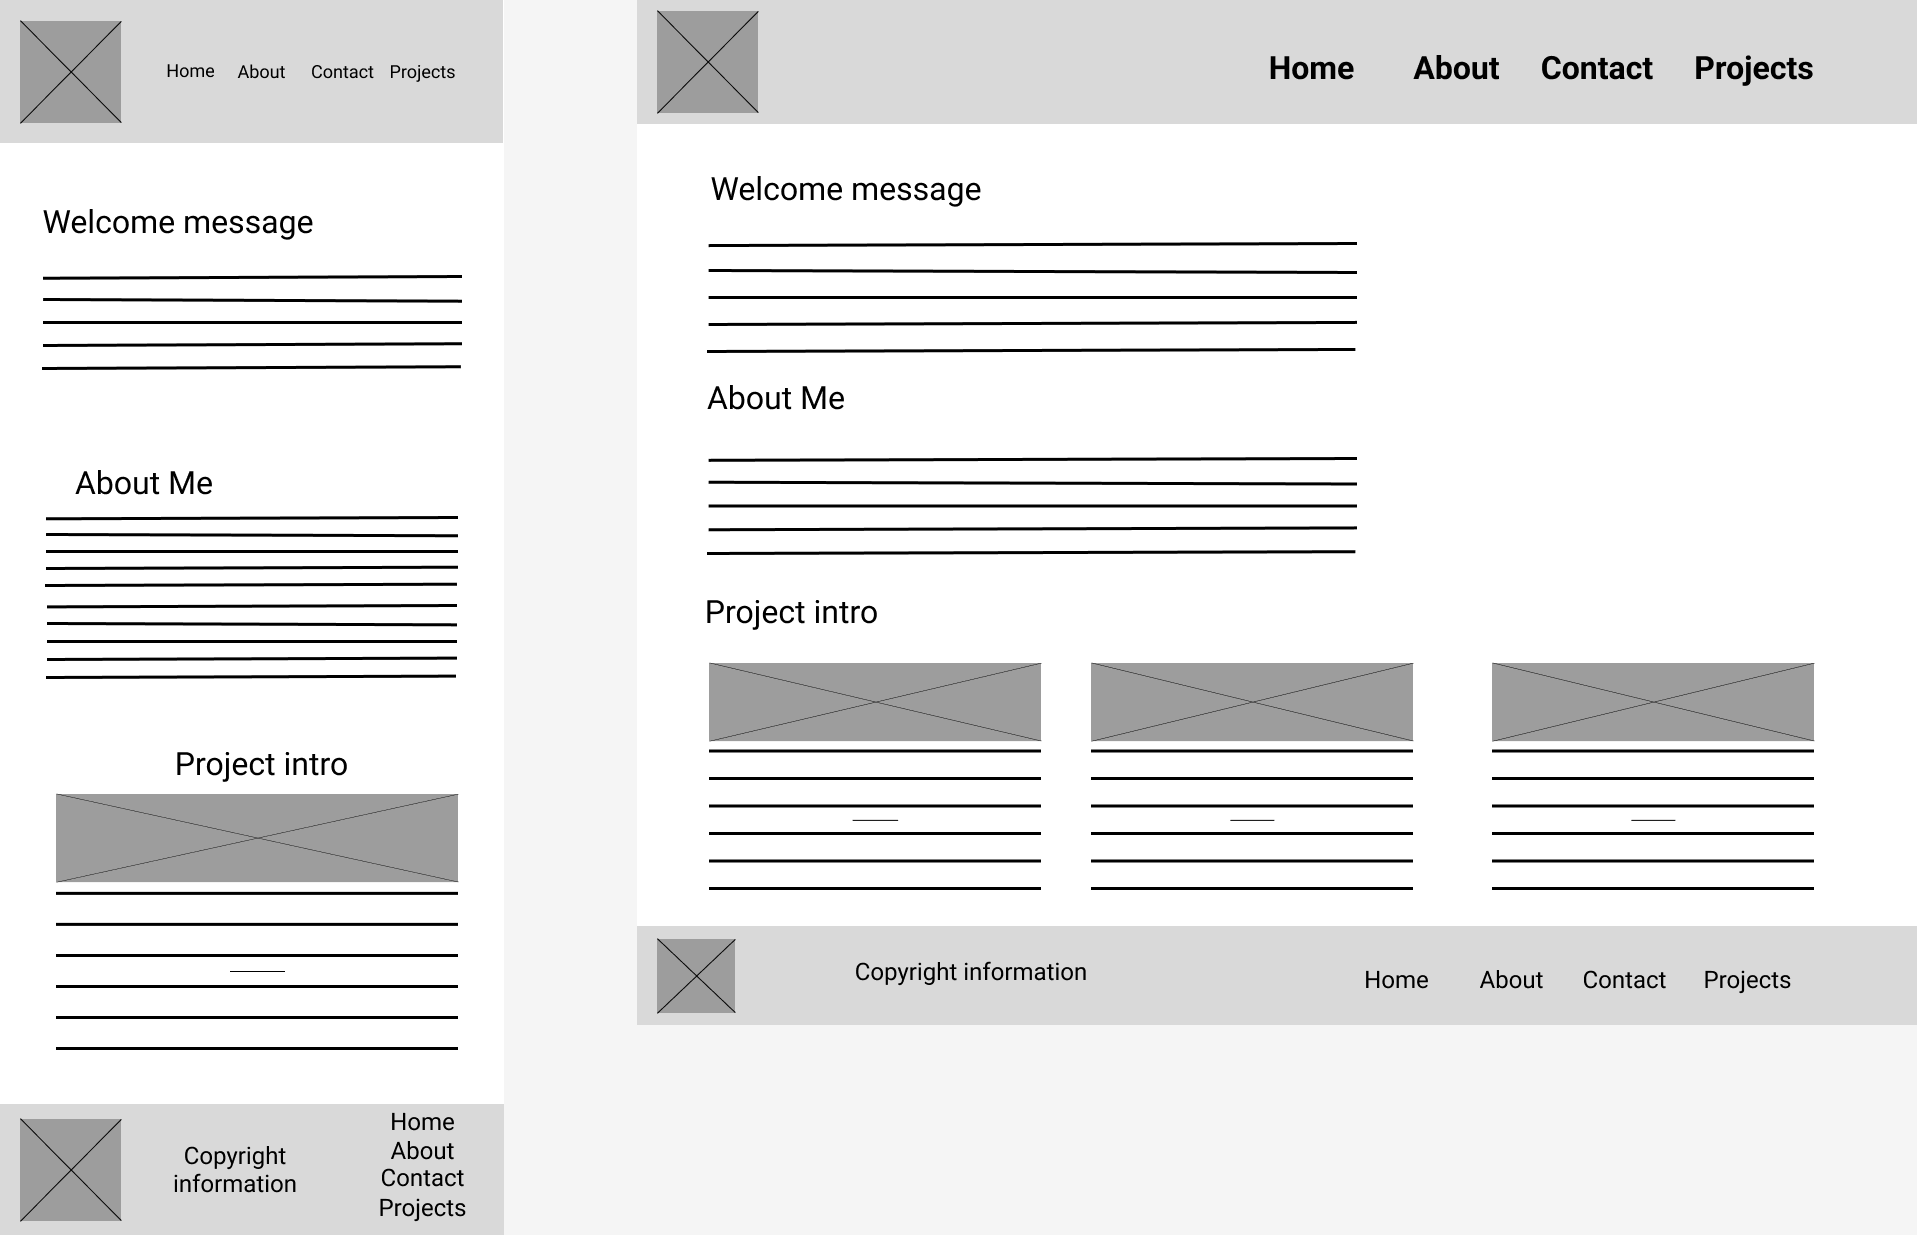 Home About Contact Projects
Welcome message
About Me
Project intro
Copyright
information
Home
About
Contact
Projects
Home About Contact Projects
Welcome message
About Me
Project intro
Copyright information
Home About Contact Projects